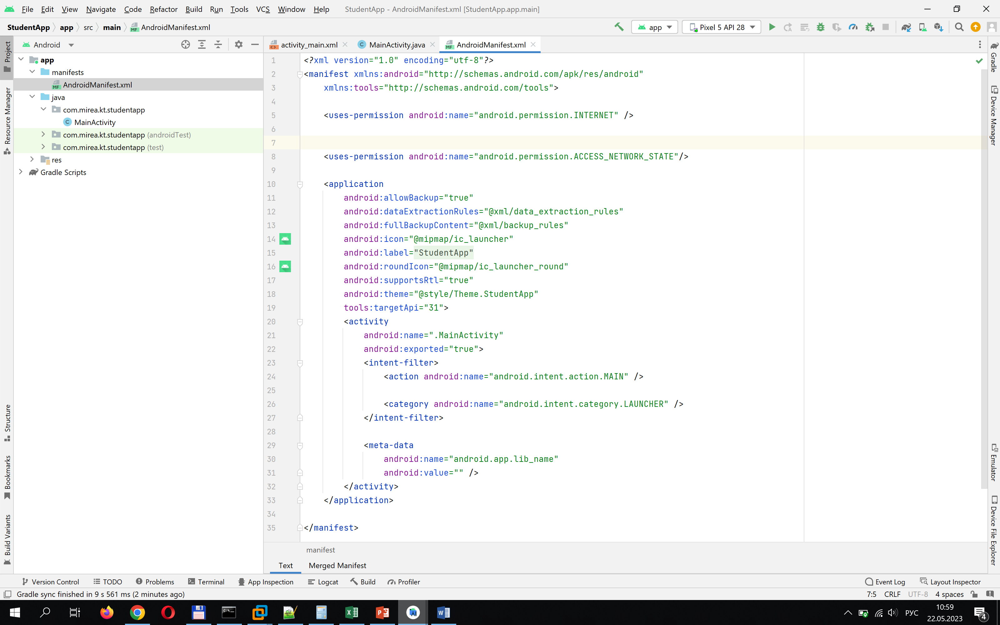 File Edit View Navigate Code Refactor Build Run Tools VCS Window Help StudentApp - AndroidManifest.xml [StudentApp.app.main]
StudentApp app src main MF AndroidManifest.xml app Pixel 5 API 28
Android activity_main.xml MainActivity.java AndroidManifest.xml
Project
Resource Manager
Structure
Bookmarks
Build Variants
app
manifests
AndroidManifest.xml
java
com.mirea.kt.studentapp
MainActivity
com.mirea.kt.studentapp (androidTest)
com.mirea.kt.studentapp (test)
res
Gradle Scripts
1 <?xml version="1.0" encoding="utf-8"?>
2 <manifest xmlns:android="http://schemas.android.com/apk/res/android"
3 xmlns:tools="http://schemas.android.com/tools">
4
5 <uses-permission android:name="android.permission.INTERNET" />
6
7
8 <uses-permission android:name="android.permission.ACCESS_NETWORK_STATE"/>
9
10 <application
11 android:allowBackup="true"
12 android:dataExtractionRules="@xml/data_extraction_rules"
13 android:fullBackupContent="@xml/backup_rules"
14 android:icon="@mipmap/ic_launcher"
15 android:label="StudentApp"
16 android:roundIcon="@mipmap/ic_launcher_round"
17 android:supportsRtl="true"
18 android:theme="@style/Theme.StudentApp"
19 tools:targetApi="31">
20 <activity
21 android:name=".MainActivity"
22 android:exported="true">
23 <intent-filter>
24 <action android:name="android.intent.action.MAIN" />
25
26 <category android:name="android.intent.category.LAUNCHER" />
27 </intent-filter>
28
29 <meta-data
30 android:name="android.app.lib_name"
31 android:value="" />
32 </activity>
33 </application>
34
35 </manifest>
manifest
Text Merged Manifest
Gradle
Device Manager
Emulator
Device File Explorer
Version Control TODO Problems Terminal App Inspection Logcat Build Profiler Event Log Layout Inspector
Gradle sync finished in 9 s 561 ms (2 minutes ago) 7:5 CRLF UTF-8 4 spaces
РУС 10:59
22.05.2023
4